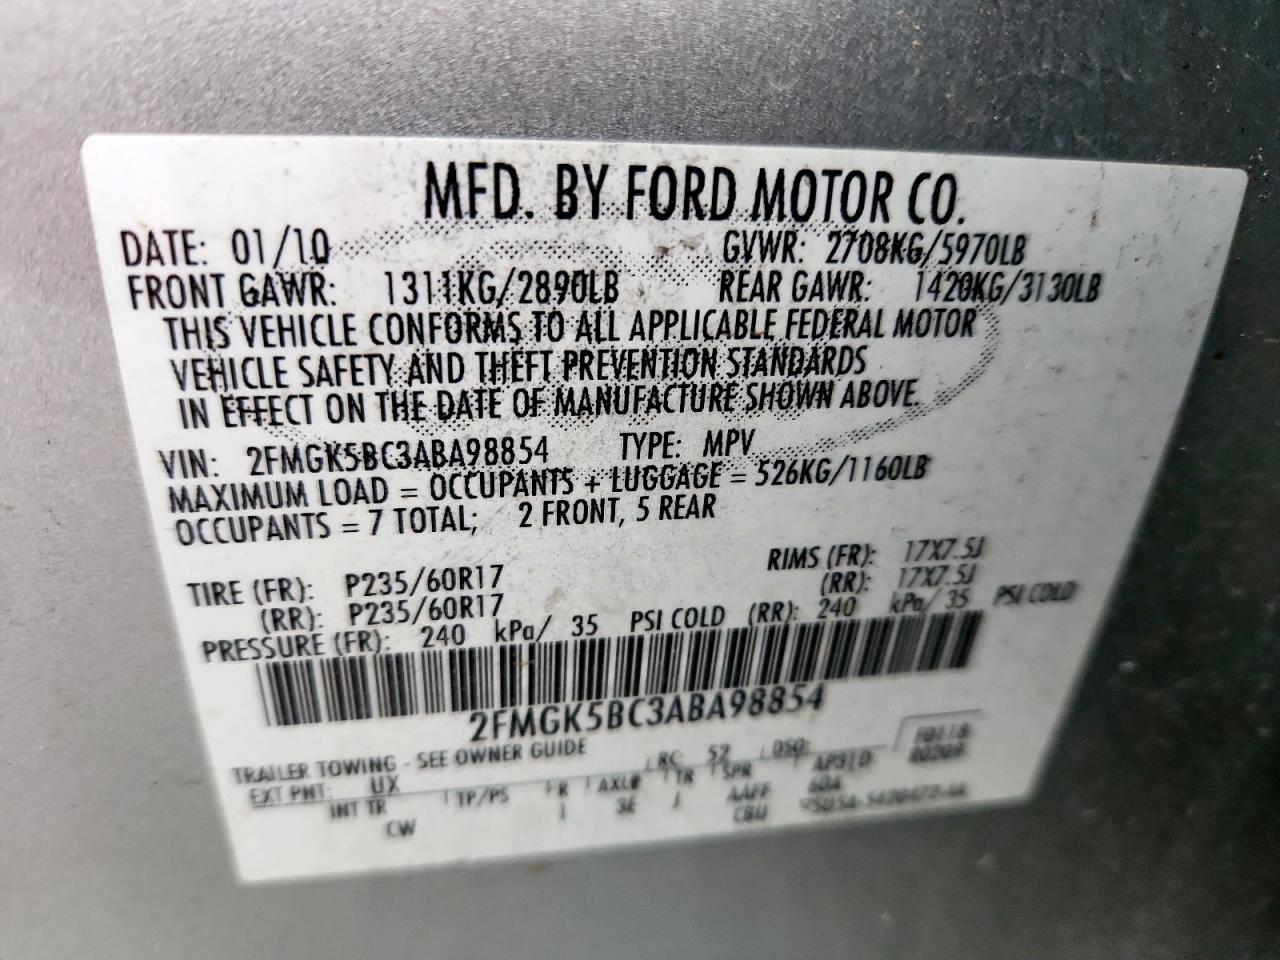 MFD. BY FORD MOTOR CO.
DATE: 01/10 GVWR: 2708KG/5970LB
FRONT GAWR: 1311KG/2890LB REAR GAWR: 1420KG/3130LB
THIS VEHICLE CONFORMS TO ALL APPLICABLE FEDERAL MOTOR
VEHICLE SAFETY AND THEFT PREVENTION STANDARDS
IN EFFECT ON THE DATE OF MANUFACTURE SHOWN ABOVE.
VIN: 2FMGK5BC3ABA98854 TYPE: MPV
MAXIMUM LOAD = OCCUPANTS + LUGGAGE = 526KG/1160LB
OCCUPANTS = 7 TOTAL; 2 FRONT, 5 REAR
TIRE (FR): P235/60R17 RIMS (FR): 17X7.5J
(RR): P235/60R17 (RR): 17X7.5J
PRESSURE (FR): 240 kPa/ 35 PSI COLD (RR): 240 kPa/ 35 PSI COLD
2FMGK5BC3ABA98854
TRAILER TOWING - SEE OWNER GUIDE RC: 52 DSO:
EXT PNT: UX INT TR TP/PS R AXLE TR SPR
CW I 3E J AAFF
CBU